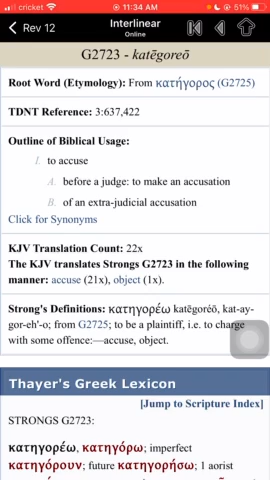 cricket
11:34 AM
51%
Rev 12
Interlinear
Online
G2723 - katēgoreō
Root Word (Etymology): From κατήγορος (G2725)
TDNT Reference: 3:637,422
Outline of Biblical Usage:
I. to accuse
A. before a judge: to make an accusation
B. of an extra-judicial accusation
Click for Synonyms
KJV Translation Count: 22x
The KJV translates Strongs G2723 in the following
manner: accuse (21x), object (1x).
Strong's Definitions: κατηγορέω katēgoréō, kat-ay-
gor-eh'-o; from G2725; to be a plaintiff, i.e. to charge
with some offence:—accuse, object.
Thayer's Greek Lexicon
[Jump to Scripture Index]
STRONGS G2723:
κατηγορέω, κατηγόρω; imperfect
κατηγόρουν; future κατηγορήσω; 1 aorist